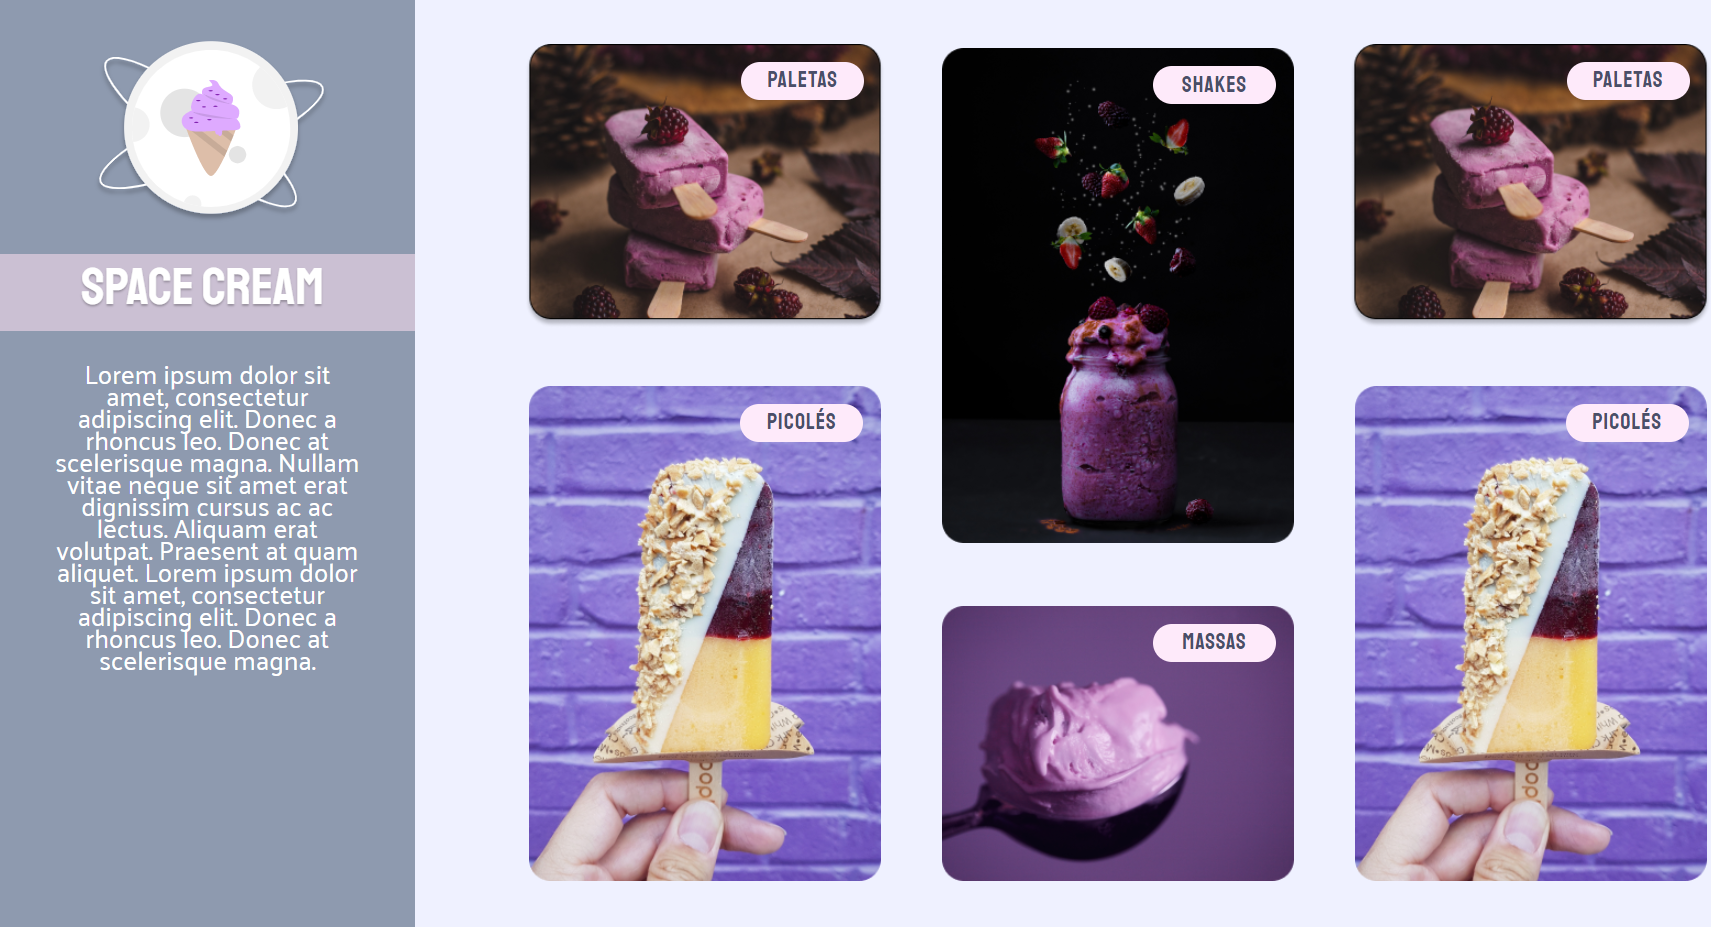 SPACE CREAM
Lorem ipsum dolor sit
amet, consectetur
adipiscing elit. Donec a
rhoncus leo. Donec at
scelerisque magna. Nullam
vitae neque sit amet erat
dignissim cursus ac ac
lectus. Aliquam erat
volutpat. Praesent at quam
aliquet. Lorem ipsum dolor
sit amet, consectetur
adipiscing elit. Donec a
rhoncus leo. Donec at
scelerisque magna.
PALETAS
SHAKES
PALETAS
PICOLÉS
PICOLÉS
MASSAS